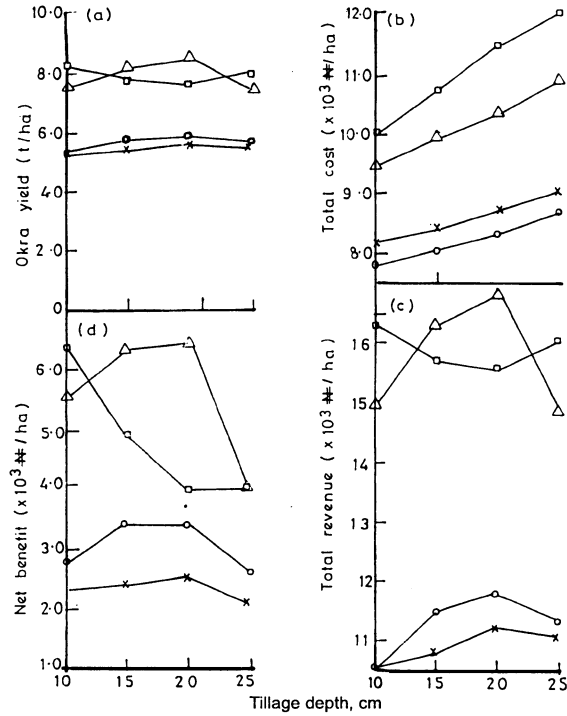 (a)
10·0
8·0
6·0
4·0
2·0
0
Okra yield (t/ha)
(b)
12·0
11·0
10·0
9·0
8·0
Total cost (x 10³ ₦/ha)
(d)
6·0
5·0
4·0
3·0
2·0
1·0
10 15 20 25
Net benefit (x10³ ₦/ha)
(c)
16
15
14
13
12
11
10 15 20 25
Total revenue (x 10³ ₦/ha)
Tillage depth, cm